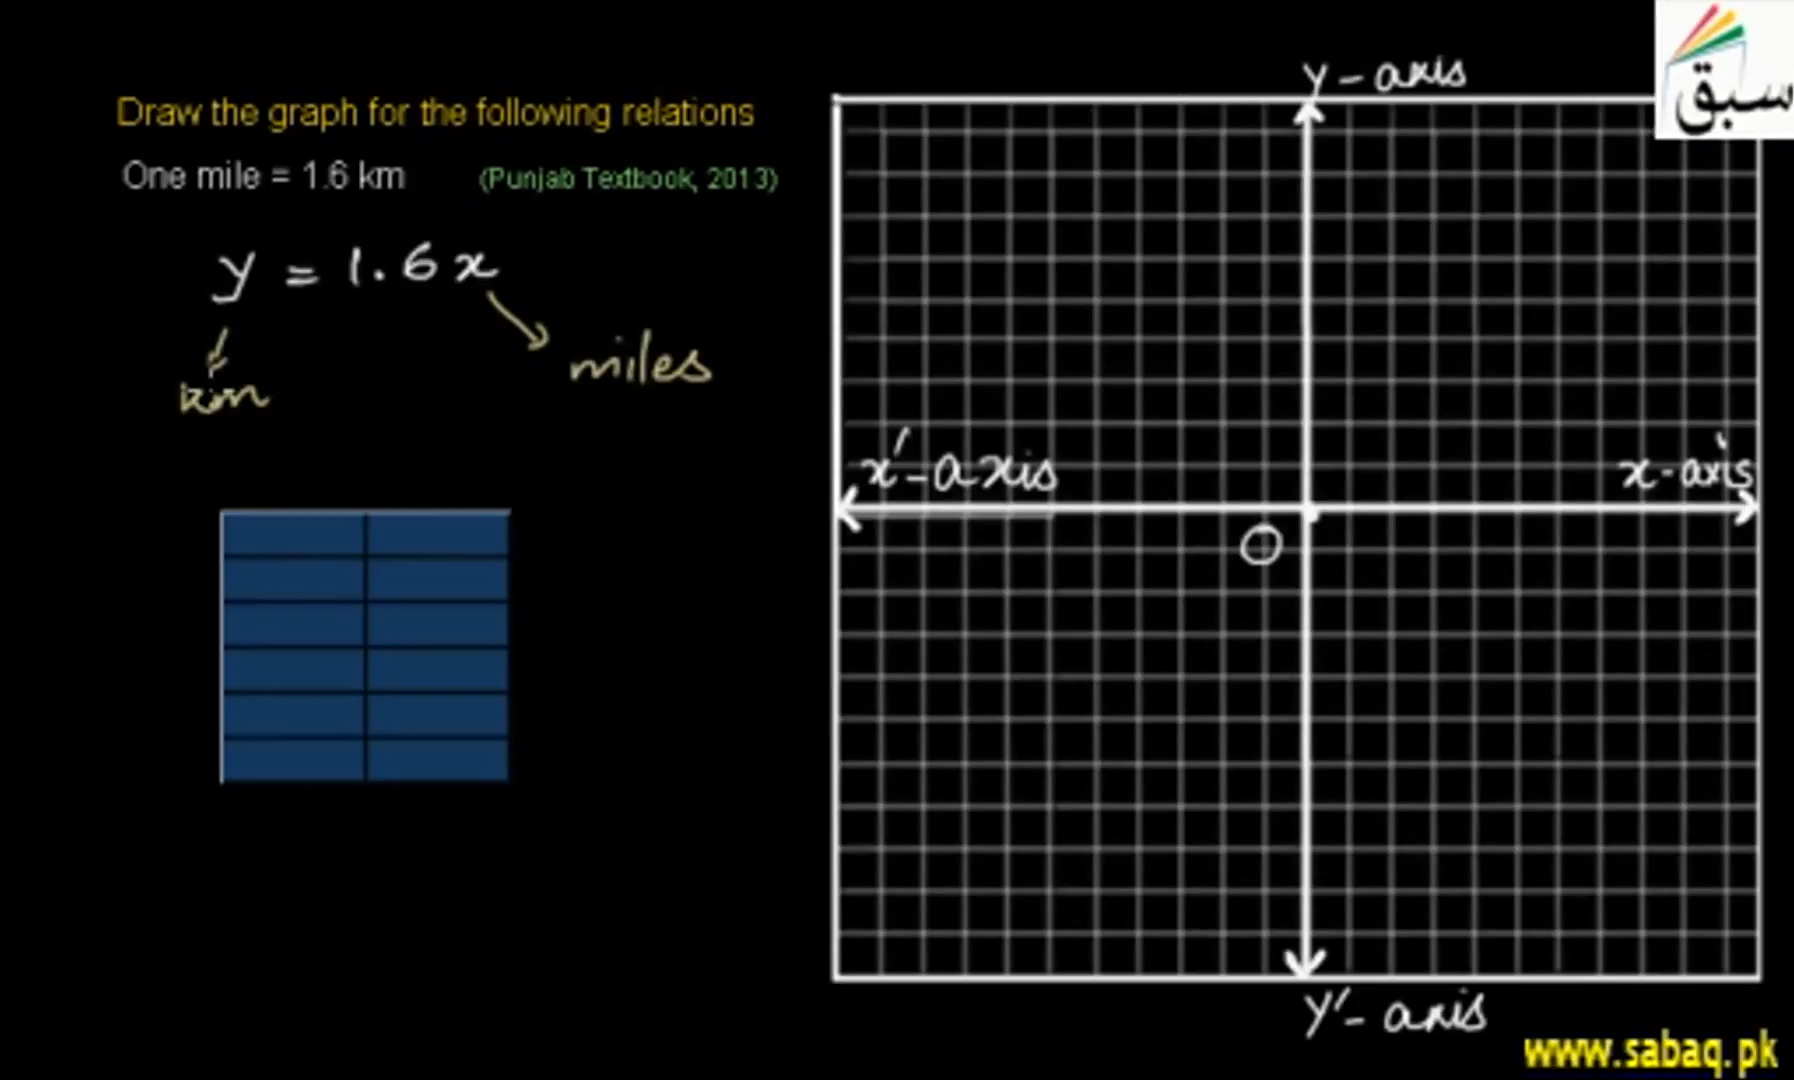 سبق
Draw the graph for the following relations
One mile = 1.6 km (Punjab Textbook, 2013)
y = 1.6x
km
miles
y-axis
x'-axis
x-axis
O
y'-axis
www.sabaq.pk